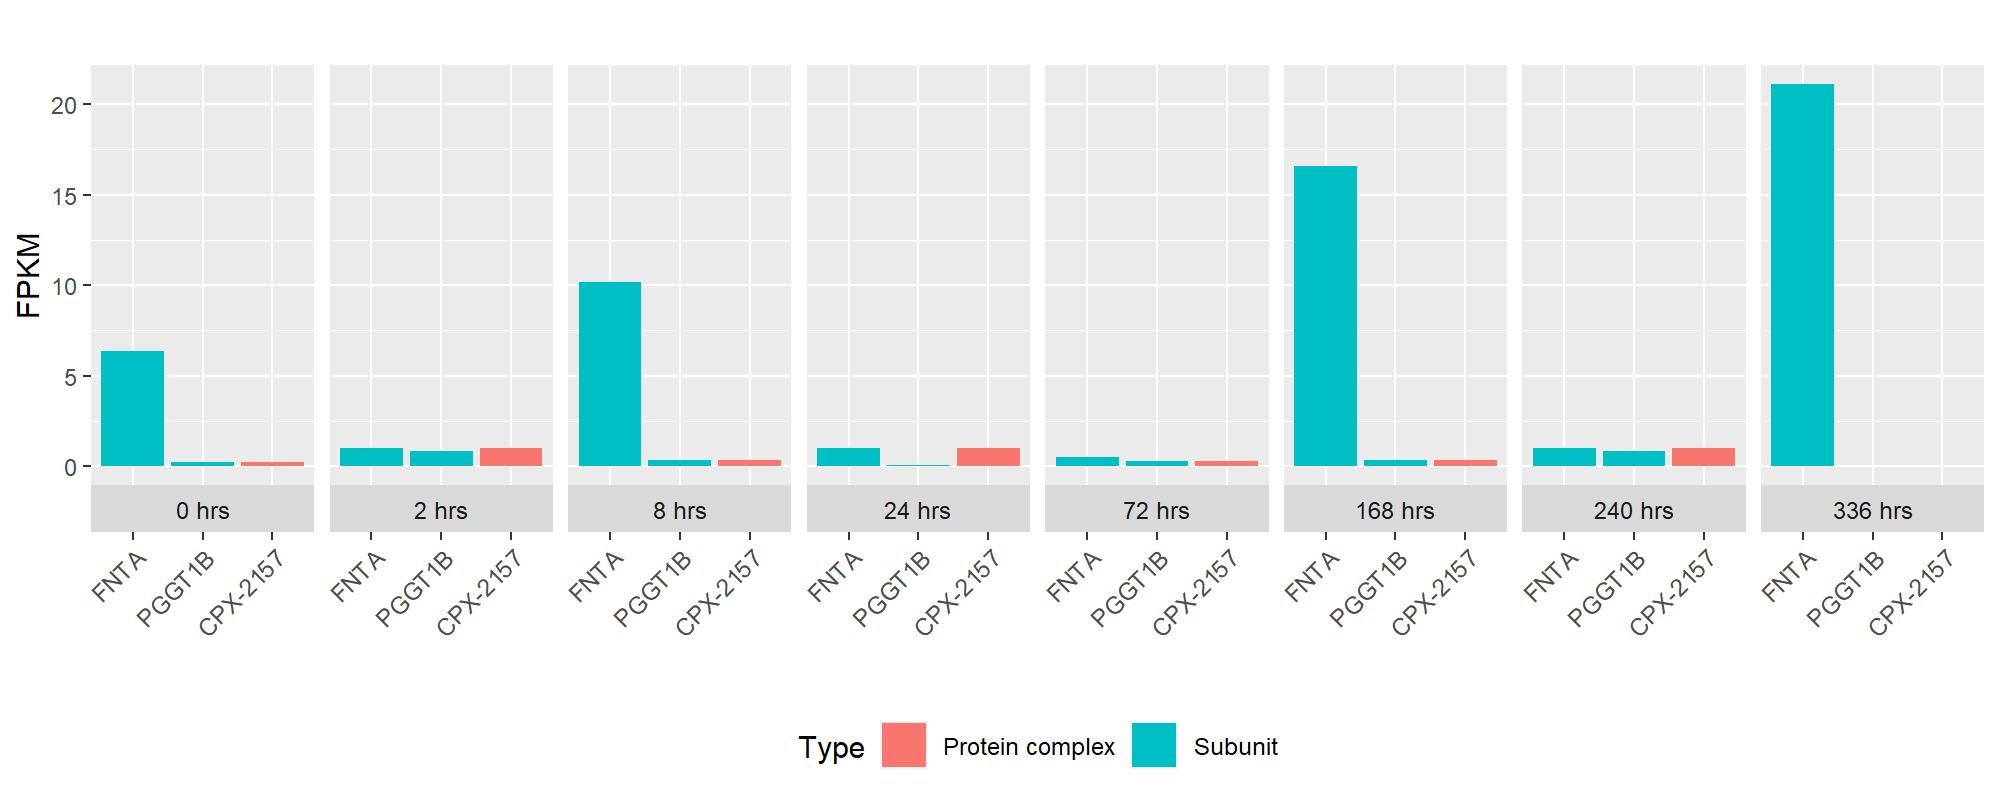 FPKM
20
15
10
5
0
0 hrs
2 hrs
8 hrs
24 hrs
72 hrs
168 hrs
240 hrs
336 hrs
FNTA
PGGT1B
CPX-2157
FNTA
PGGT1B
CPX-2157
FNTA
PGGT1B
CPX-2157
FNTA
PGGT1B
CPX-2157
FNTA
PGGT1B
CPX-2157
FNTA
PGGT1B
CPX-2157
FNTA
PGGT1B
CPX-2157
FNTA
PGGT1B
CPX-2157
Type Protein complex Subunit